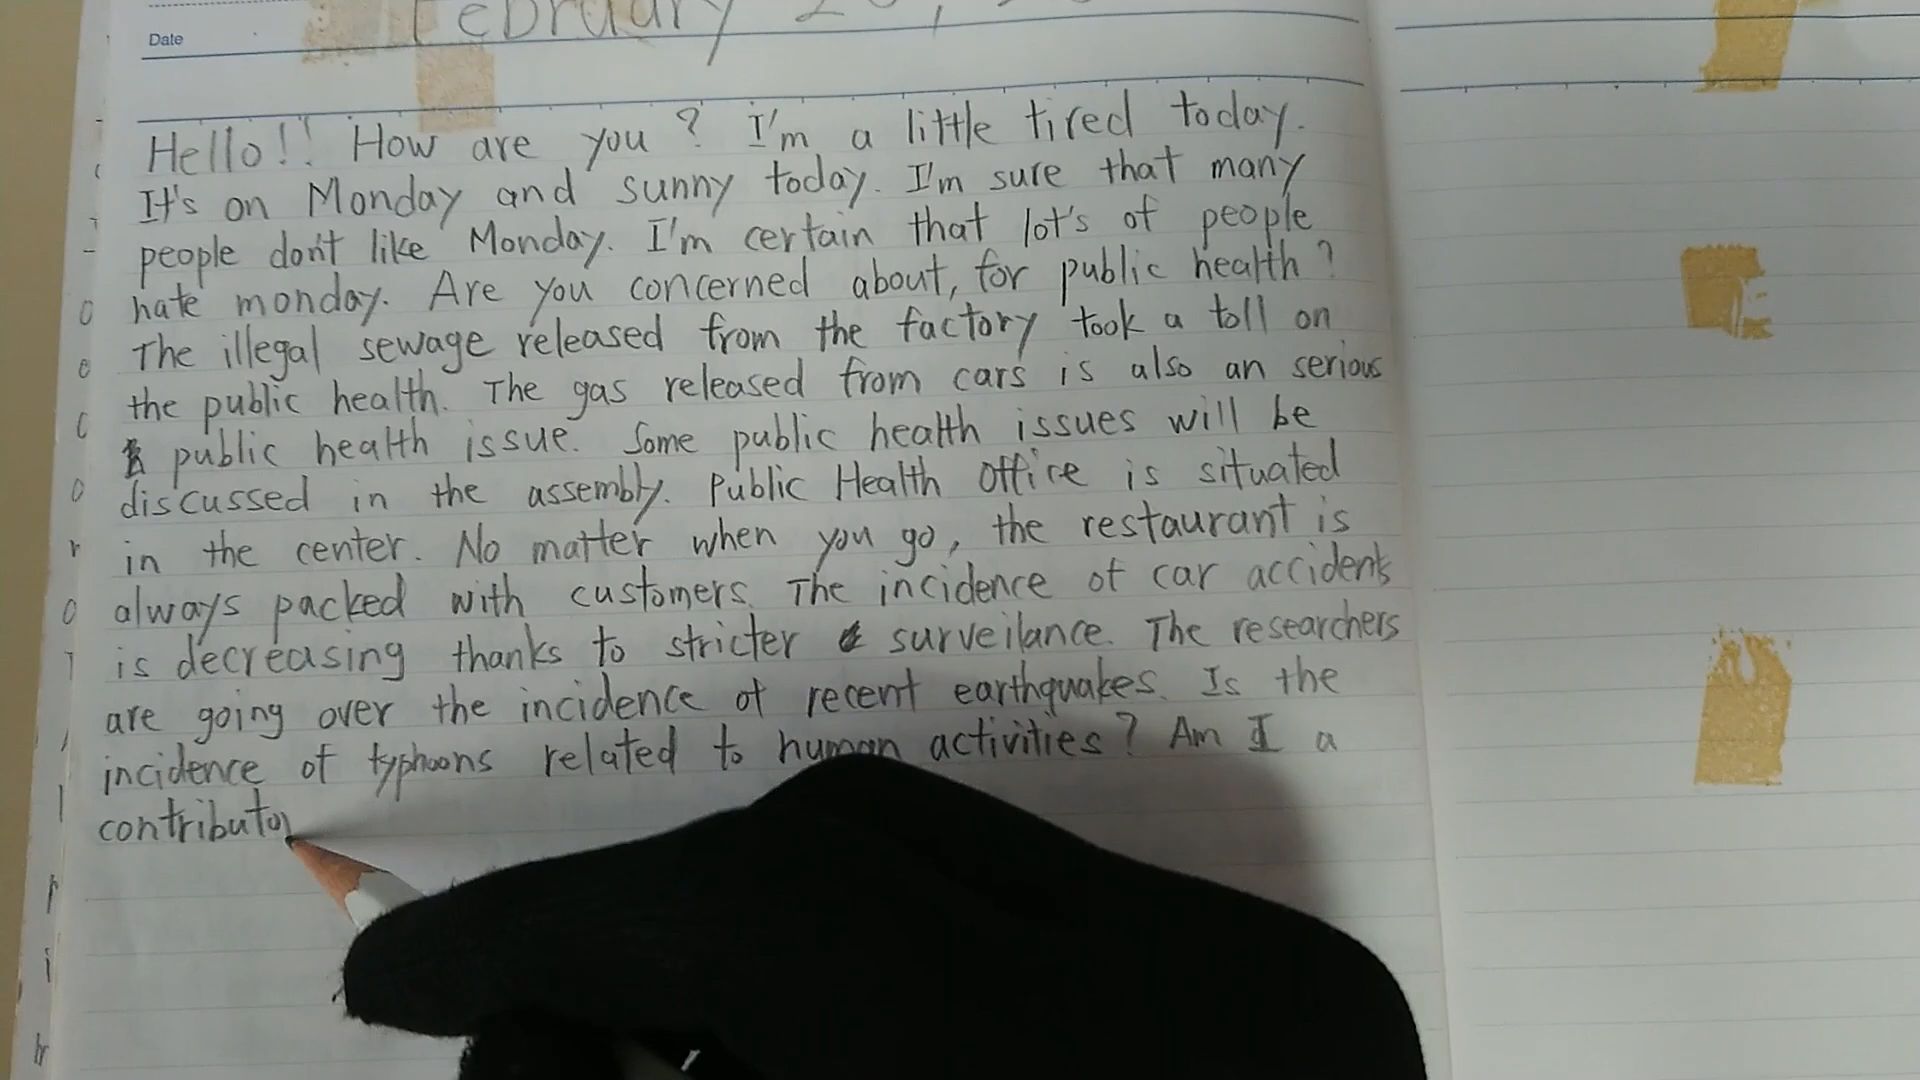 Date
February
Hello!! How are you? I'm a little tired today.
It's on Monday and sunny today. I'm sure that many
people don't like Monday. I'm certain that lot's of people
hate monday. Are you concerned about, for public health?
The illegal sewage released from the factory took a toll on
the public health. The gas released from cars is also an serious
public health issue. Some public health issues will be
discussed in the assembly. Public Health Office is situated
in the center. No matter when you go, the restaurant is
always packed with customers. The incidence of car accidents
is decreasing thanks to stricter surveilance. The researchers
are going over the incidence of recent earthquakes. Is the
incidence of typhoons related to human activities? Am I a
contributor